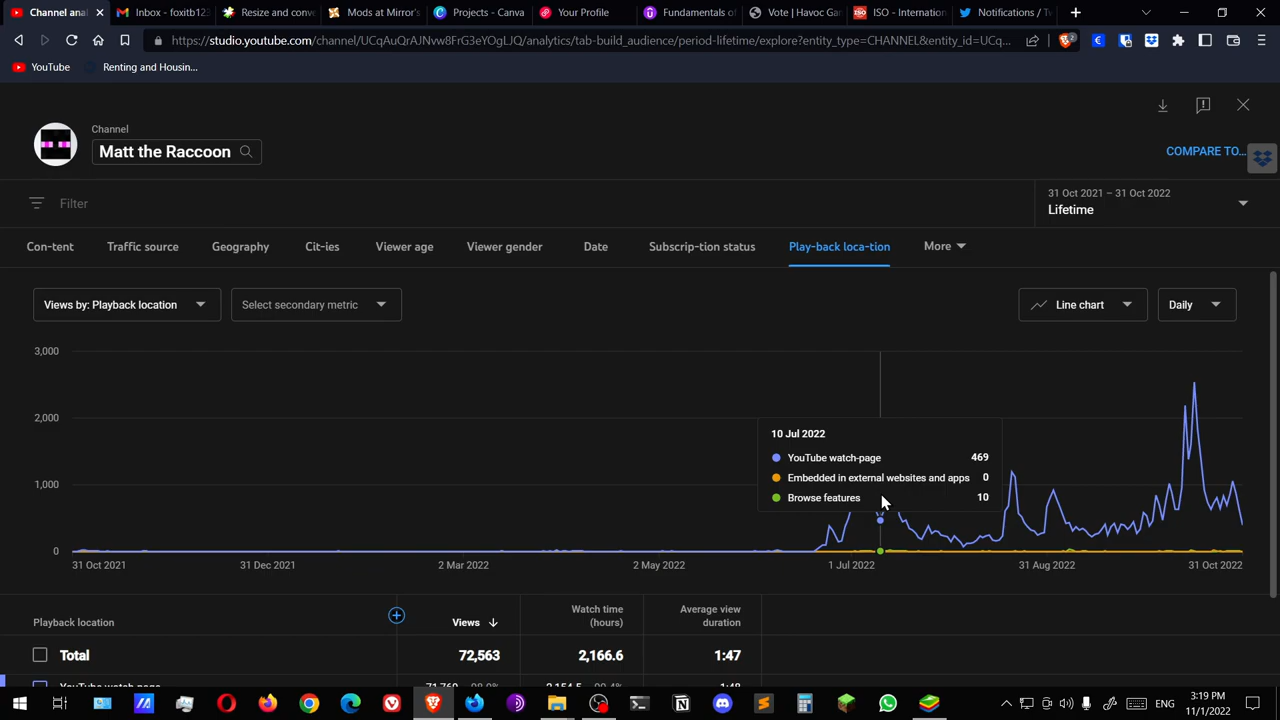 Channel anal
Inbox - foxitb123
Resize and conve
Mods at Mirror's
Projects - Canva
Your Profile
Fundamentals of
Vote | Havoc Gam
ISO - Internation
Notifications / Tw
https://studio.youtube.com/channel/UCqAuQrAJNvw8FrG3eYOgLJQ/analytics/tab-build_audience/period-lifetime/explore?entity_type=CHANNEL&entity_id=UCq...
2
YouTube
Renting and Housin...
Channel
Matt the Raccoon
COMPARE TO...
Filter
31 Oct 2021 – 31 Oct 2022
Lifetime
Con-tent
Traffic source
Geography
Cit-ies
Viewer age
Viewer gender
Date
Subscrip-tion status
Play-back loca-tion
More
Views by: Playback location
Select secondary metric
Line chart
Daily
3,000
2,000
1,000
0
10 Jul 2022
YouTube watch-page 469
Embedded in external websites and apps 0
Browse features 10
31 Oct 2021
31 Dec 2021
2 Mar 2022
2 May 2022
1 Jul 2022
31 Aug 2022
31 Oct 2022
Playback location
Views
Watch time
(hours)
Average view
duration
Total
72,563
2,166.6
1:47
ENG
3:19 PM
11/1/2022